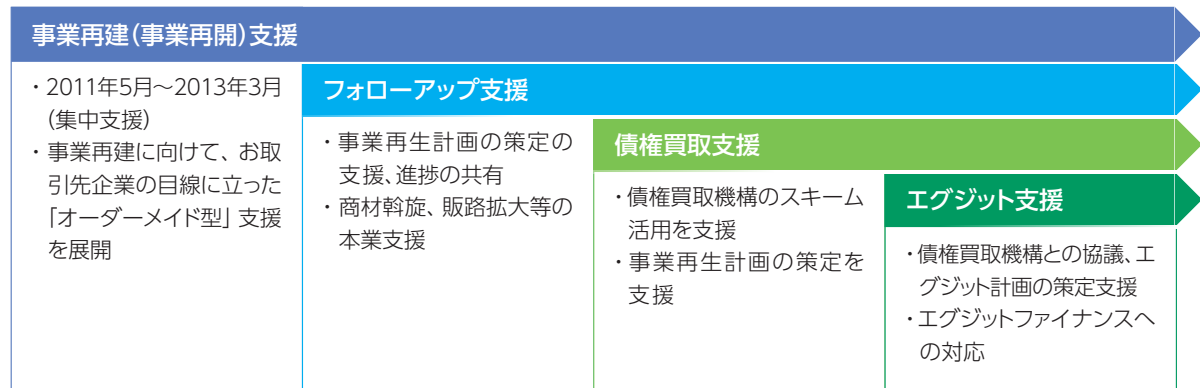 事業再建(事業再開)支援
・2011年5月〜2013年3月
(集中支援)
・事業再建に向けて、お取
引先企業の目線に立った
「オーダーメイド型」支援
を展開
フォローアップ支援
・事業再生計画の策定の
支援、進捗の共有
・商材斡旋、販路拡大等の
本業支援
債権買取支援
・債権買取機構のスキーム
活用を支援
・事業再生計画の策定を
支援
エグジット支援
・債権買取機構との協議、エ
グジット計画の策定支援
・エグジットファイナンスへ
の対応